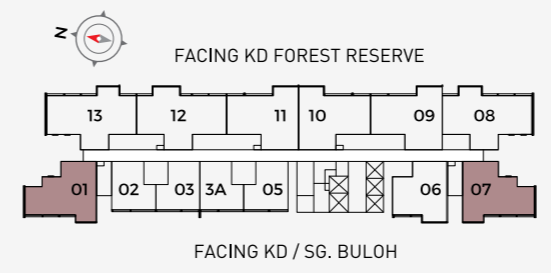 N
FACING KD FOREST RESERVE
13 12 11 10 09 08
01 02 03 3A 05 06 07
FACING KD / SG. BULOH